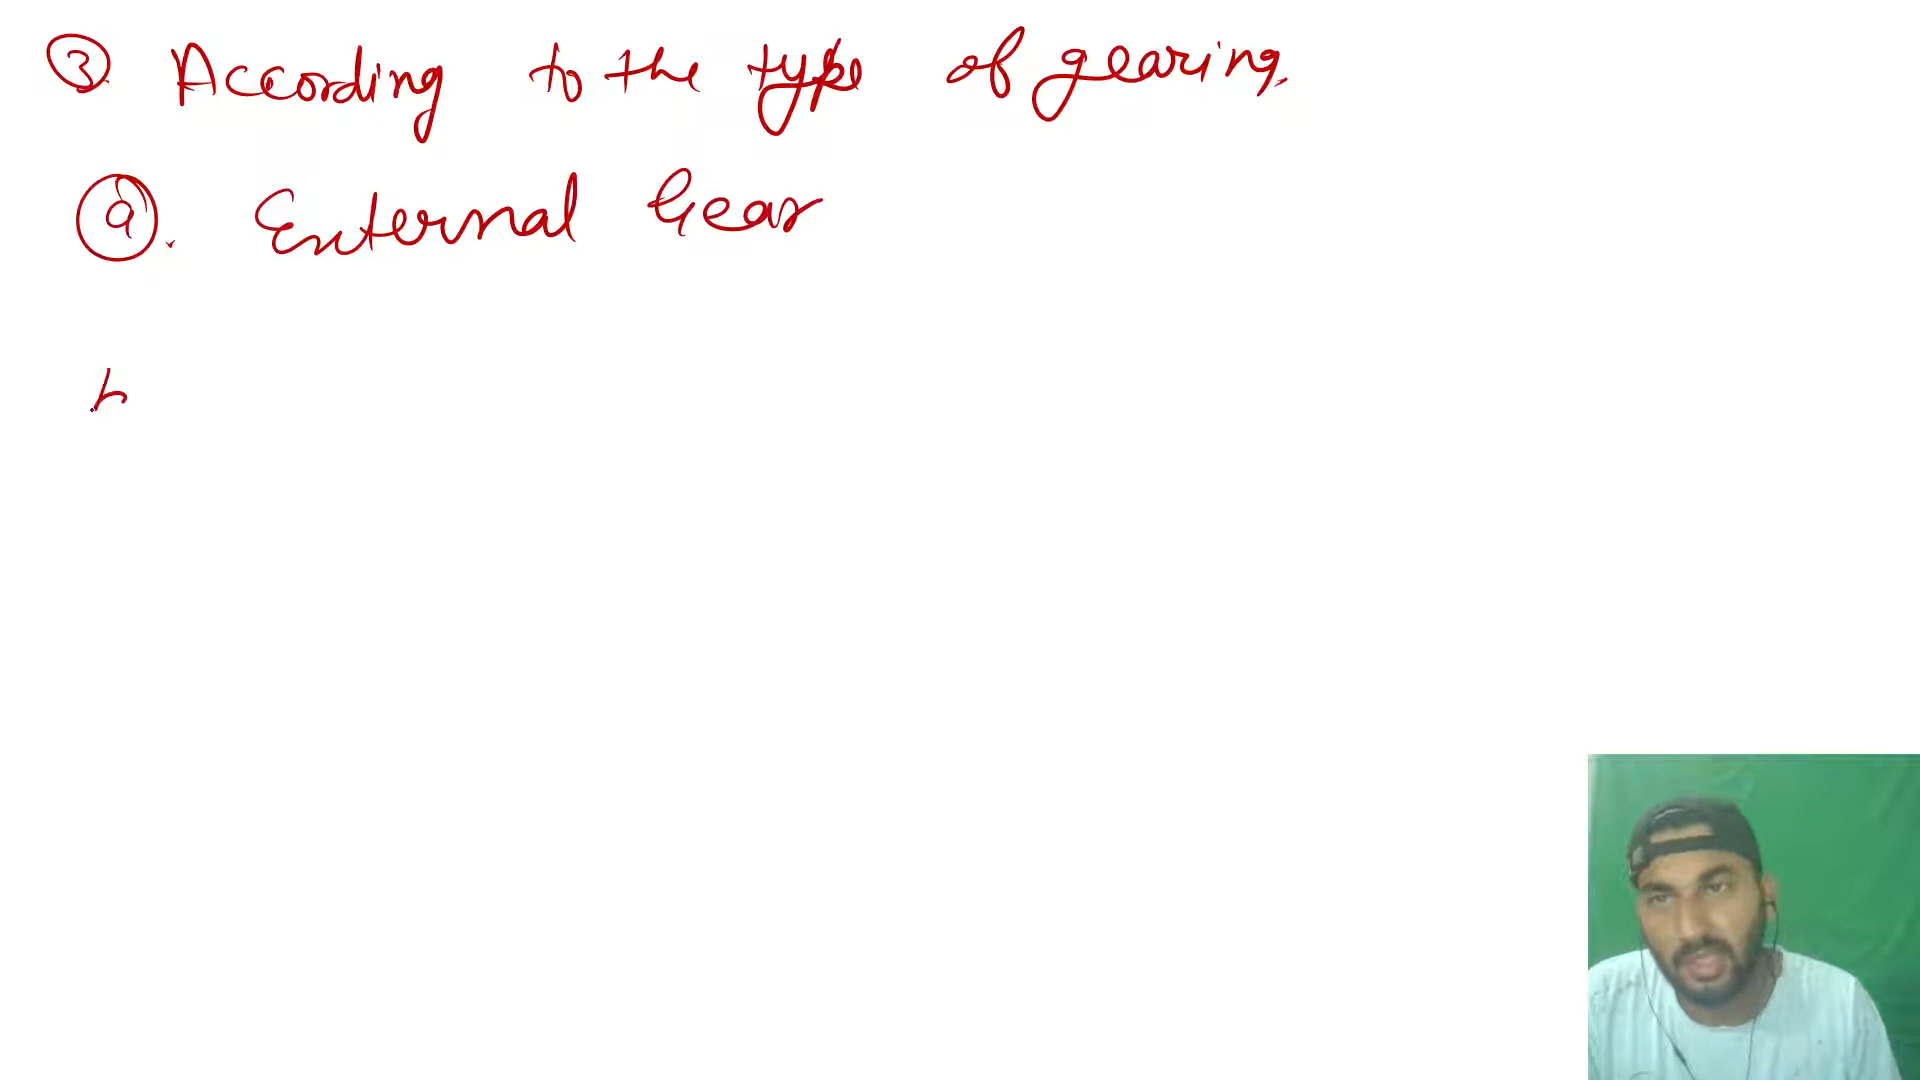 ③ According to the type of gearing.
ⓐ. External Gear
b